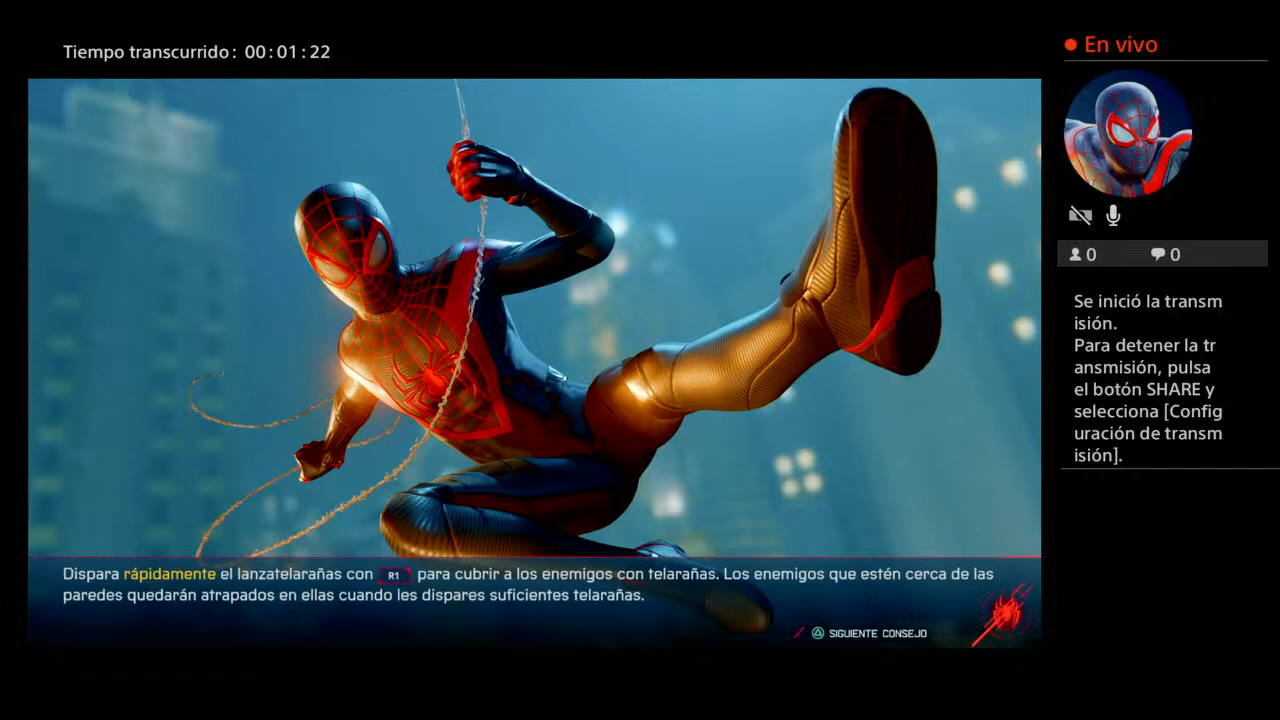 Tiempo transcurrido: 00:01:22
En vivo
0 0
Se inició la transm
isión.
Para detener la tr
ansmisión, pulsa
el botón SHARE y
selecciona [Config
uración de transm
isión].
Dispara rápidamente el lanzatelarañas con R1 para cubrir a los enemigos con telarañas. Los enemigos que estén cerca de las
paredes quedarán atrapados en ellas cuando les dispares suficientes telarañas.
SIGUIENTE CONSEJO